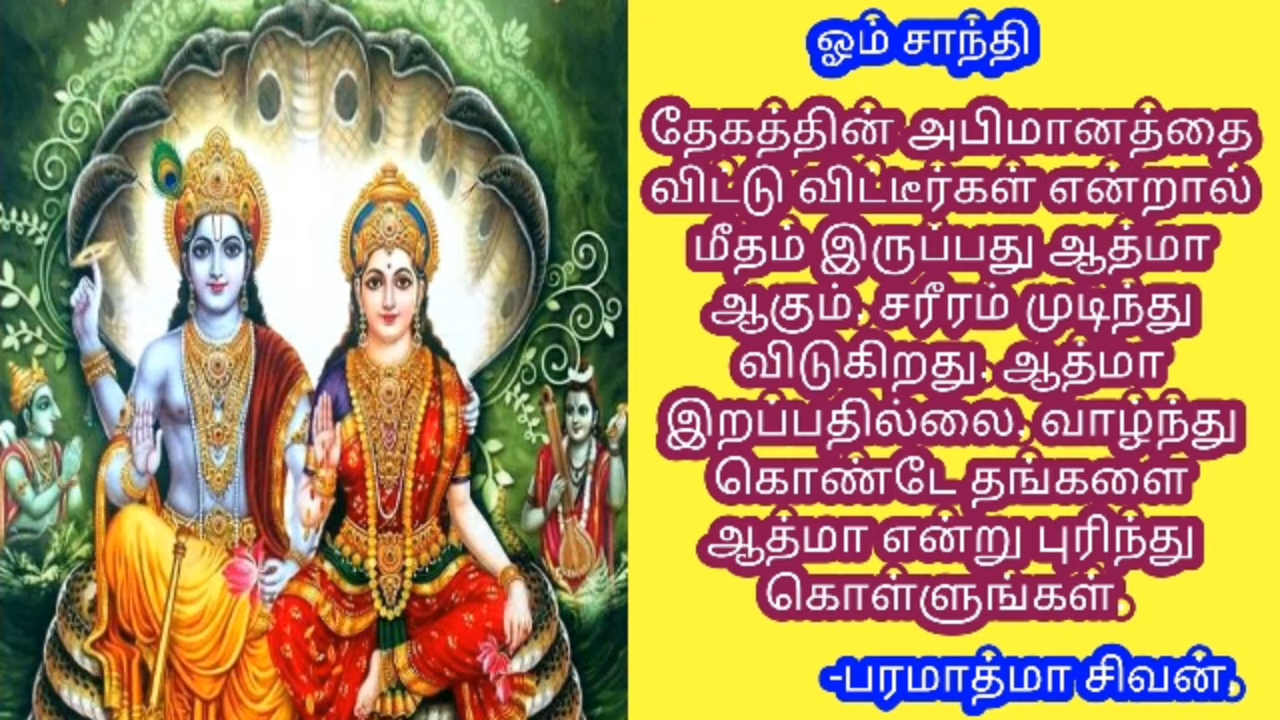 ஓம் சாந்தி
தேகத்தின் அபிமானத்தை
விட்டு விட்டீர்கள் என்றால்
மீதம் இருப்பது ஆத்மா
ஆகும். சரீரம் முடிந்து
விடுகிறது. ஆத்மா
இறப்பதில்லை. வாழ்ந்து
கொண்டே தங்களை
ஆத்மா என்று புரிந்து
கொள்ளுங்கள்.
-பரமாத்மா சிவன்.